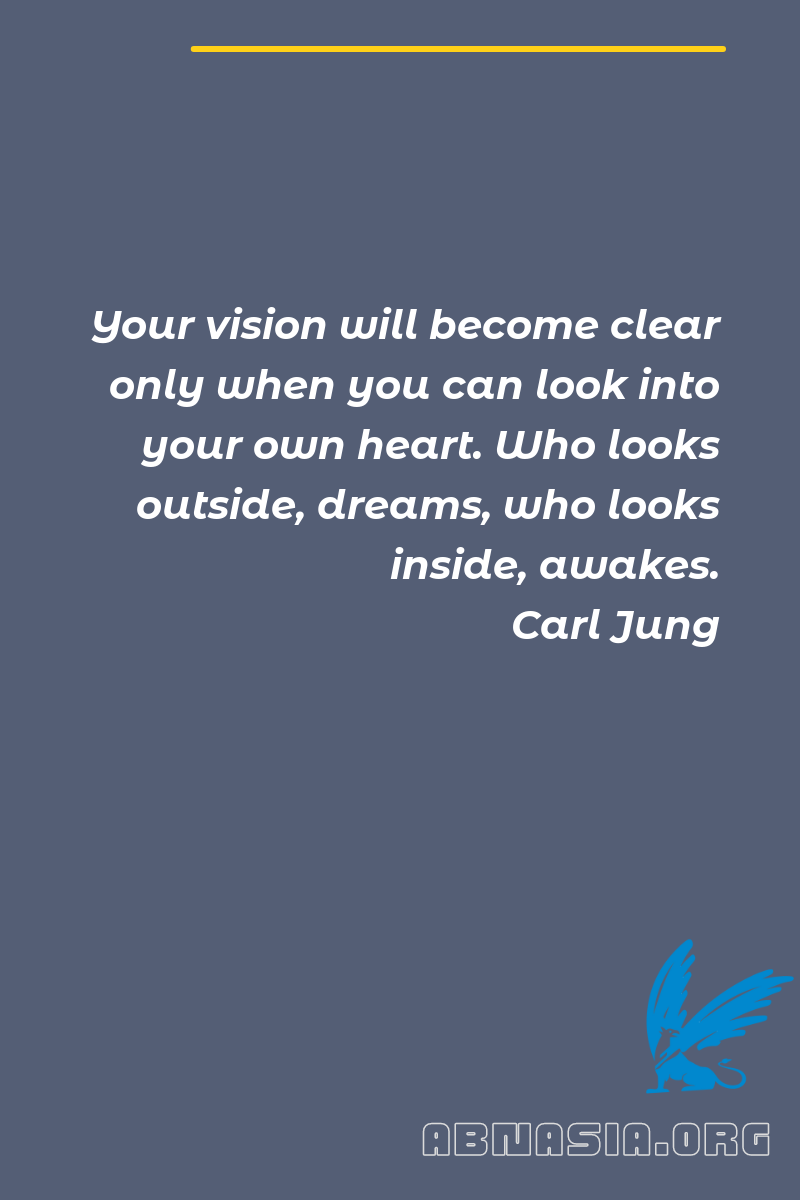 Your vision will become clear
only when you can look into
your own heart. Who looks
outside, dreams, who looks
inside, awakes.
Carl Jung
ABNASIA.ORG